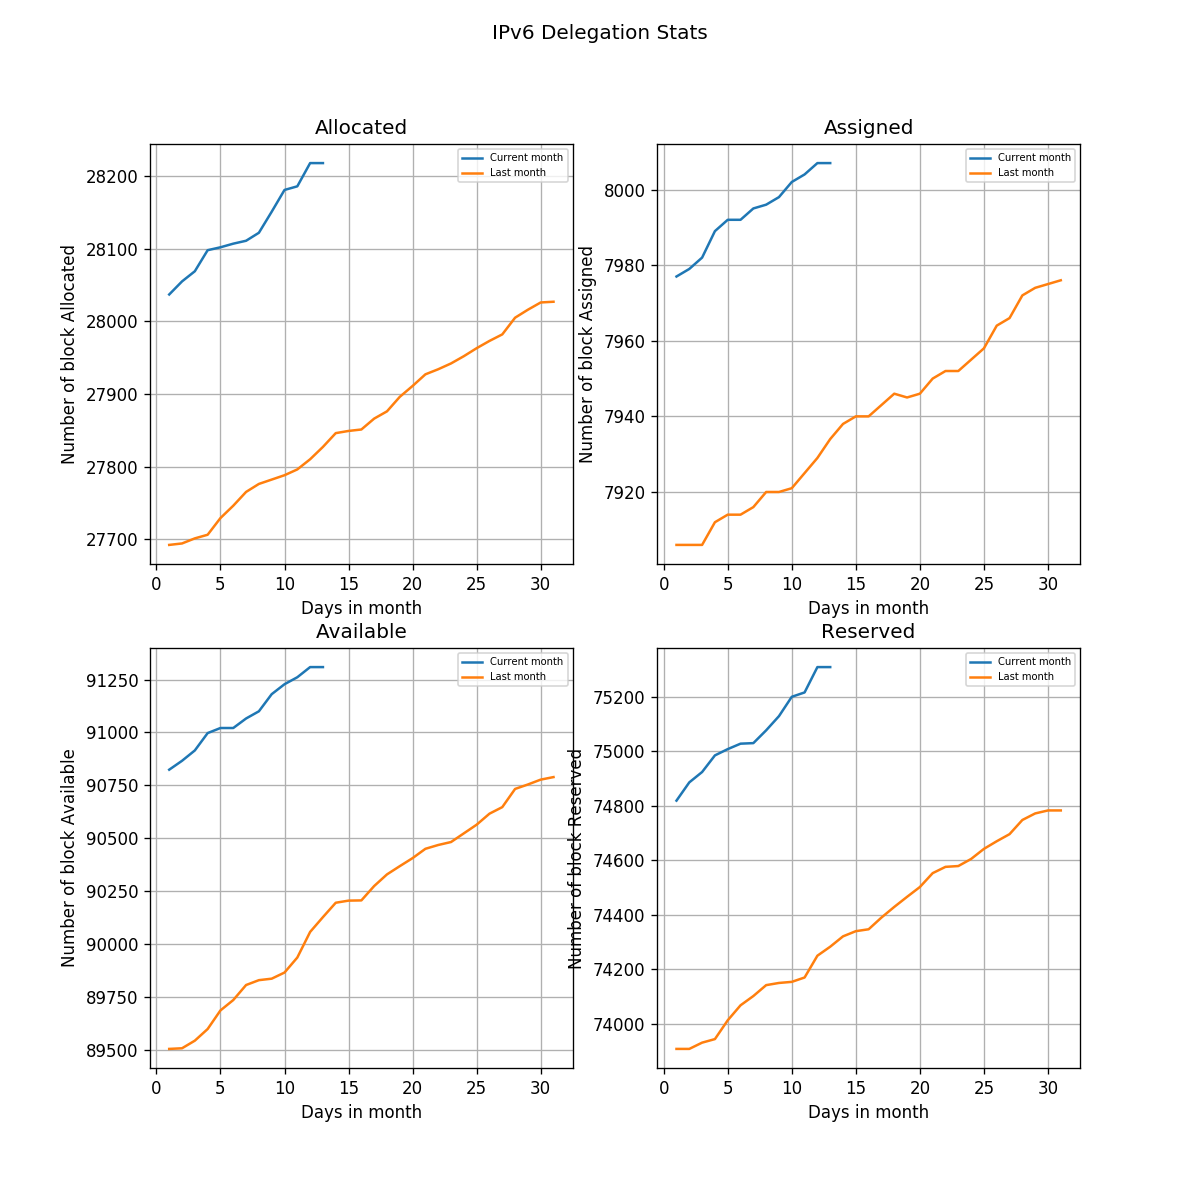 IPv6 Delegation Stats
Allocated
Number of block Allocated
28200
28100
28000
27900
27800
27700
0 5 10 15 20 25 30
Days in month
Current month
Last month
Assigned
Number of block Assigned
8000
7980
7960
7940
7920
0 5 10 15 20 25 30
Days in month
Current month
Last month
Available
Number of block Available
91250
91000
90750
90500
90250
90000
89750
89500
0 5 10 15 20 25 30
Days in month
Current month
Last month
Reserved
Number of block Reserved
75200
75000
74800
74600
74400
74200
74000
0 5 10 15 20 25 30
Days in month
Current month
Last month